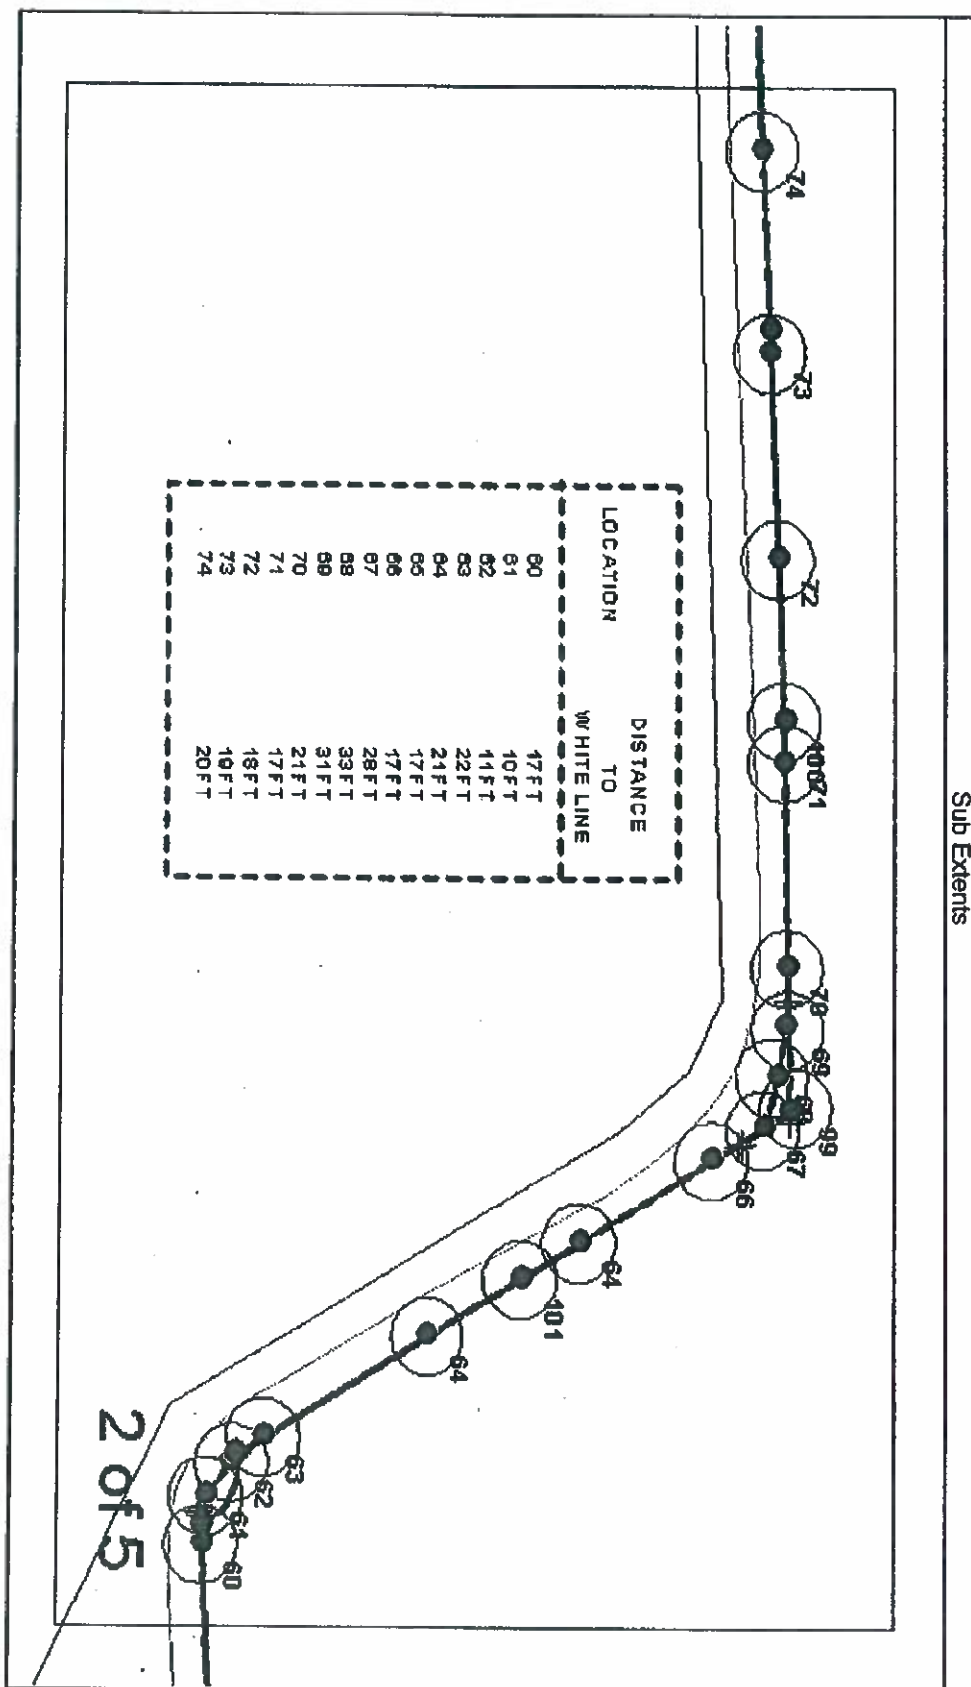 Sub Extents
74
73
72
100 71
70
69
68
99
67
66
64
101
64
63
62
61
60
DISTANCE
LOCATION TO
WHITE LINE
60 17FT
61 10FT
62 11FT
63 22FT
64 21FT
65 17FT
66 17FT
67 28FT
68 33FT
69 31FT
70 21FT
71 17FT
72 18FT
73 19FT
74 20FT
2 of 5